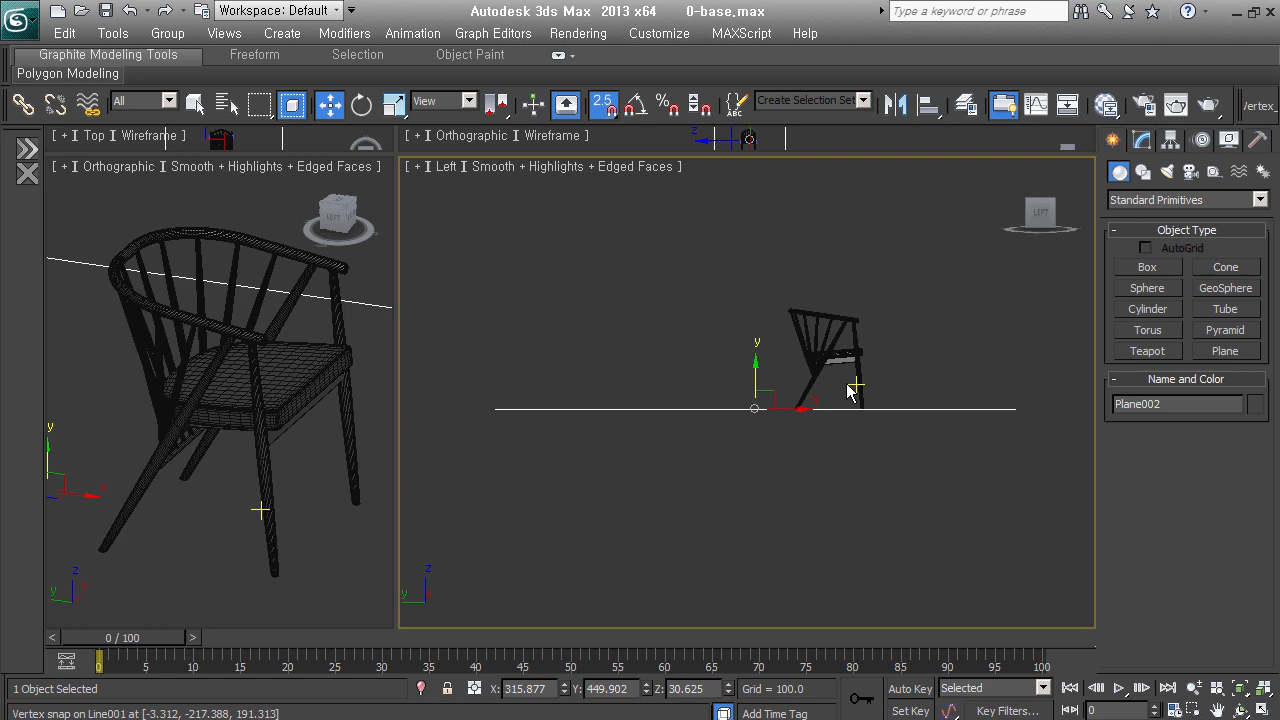 Workspace: Default
Autodesk 3ds Max 2013 x64 0-base.max
Type a keyword or phrase
Edit Tools Group Views Create Modifiers Animation Graph Editors Rendering Customize MAXScript Help
Graphite Modeling Tools Freeform Selection Object Paint
Polygon Modeling
All View 2.5 ABC Create Selection Set Vertex
[ + ] Top ] Wireframe ]
[ + ] Orthographic ] Wireframe ]
[ + ] Orthographic ] Smooth + Highlights + Edged Faces ]
[ + ] Left ] Smooth + Highlights + Edged Faces ]
LEFT
LEFT
Standard Primitives
- Object Type
AutoGrid
Box Cone
Sphere GeoSphere
Cylinder Tube
Torus Pyramid
Teapot Plane
- Name and Color
Plane002
z
y
y
x
z
y
y
z
y
< 0 / 100 >
0 5 10 15 20 25 30 35 40 45 50 55 60 65 70 75 80 85 90 95 100
1 Object Selected
X: 315.877 Y: 449.902 Z: 30.625 Grid = 100.0
Auto Key Selected
Vertex snap on Line001 at [-3.312, -217.388, 191.313]
Add Time Tag
Set Key Key Filters... 0